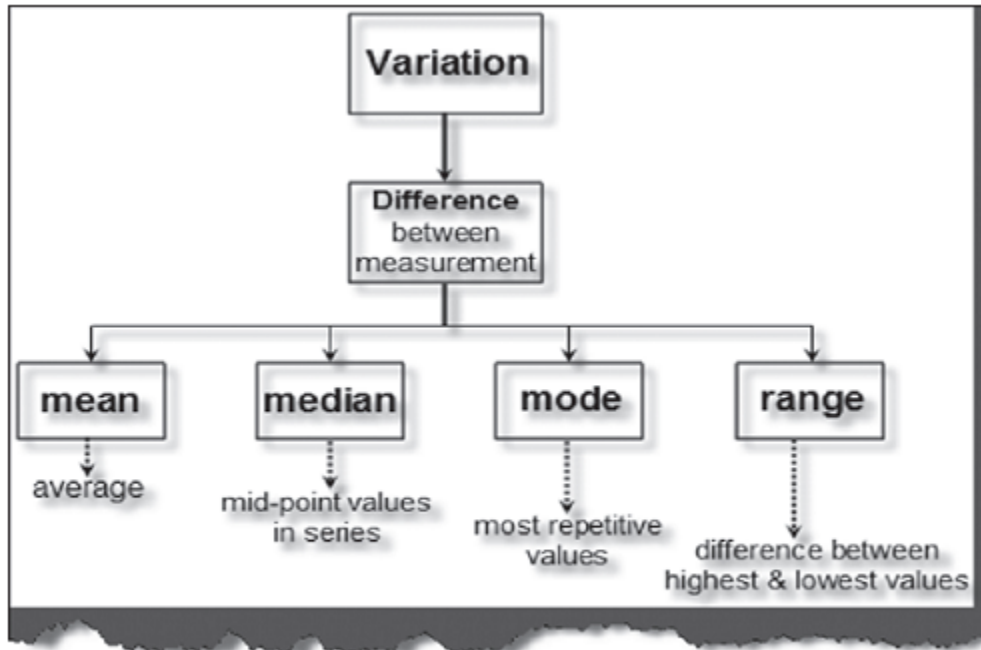 Variation
Difference
between
measurement
mean
median
mode
range
average
mid-point values
in series
most repetitive
values
difference between
highest & lowest values